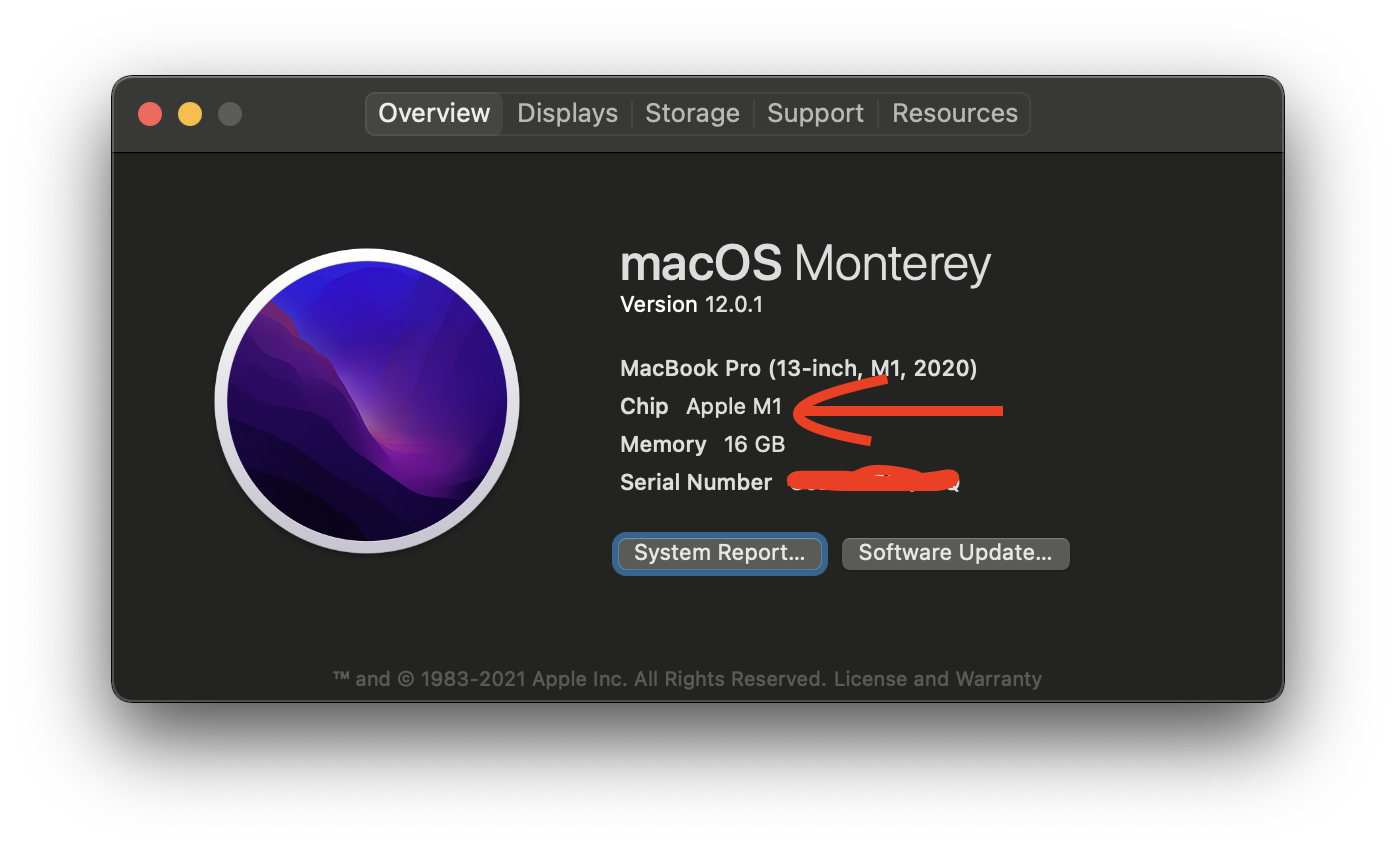 Overview Displays Storage Support Resources
macOS Monterey
Version 12.0.1
MacBook Pro (13-inch, M1, 2020)
Chip Apple M1
Memory 16 GB
Serial Number
System Report... Software Update...
™ and © 1983-2021 Apple Inc. All Rights Reserved. License and Warranty